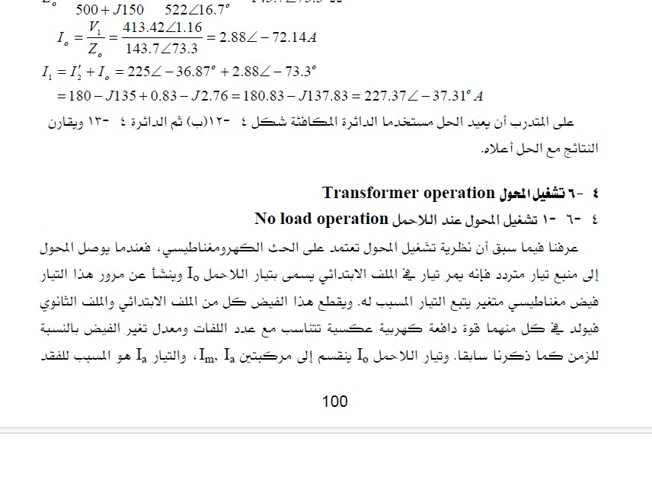 500 + J150   522∠16.7°
I_o = V_1 / Z_o = 413.42∠1.16 / 143.7∠73.3 = 2.88∠−72.14A
I_1 = I'_2 + I_o = 225∠−36.87° + 2.88∠−73.3°
= 180 − J135 + 0.83 − J2.76 = 180.83 − J137.83 = 227.37∠−37.31° A
على المتدرب أن يعيد الحل مستخدما الدائرة المكافئة شكل ٤ -١٢(ب) ثم الدائرة ٤ -١٣ ويقارن
النتائج مع الحل أعلاه.
٤ -٦ تشغيل المحول Transformer operation
٤ -٦ -١ تشغيل المحول عند اللاحمل No load operation
عرفنا فيما سبق أن نظرية تشغيل المحول تعتمد على الحث الكهرومغناطيسي، فعندما يوصل المحول
إلى منبع تيار متردد فإنه يمر تيار في الملف الابتدائي يسمى بتيار اللاحمل I_o وينشأ عن مرور هذا التيار
فيض مغناطيسي متغير يتبع التيار المسبب له. ويقطع هذا الفيض كل من الملف الابتدائي والملف الثانوي
فيولد في كل منهما قوة دافعة كهربية عكسية تتناسب مع عدد اللفات ومعدل تغير الفيض بالنسبة
للزمن كما ذكرنا سابقا. وتيار اللاحمل I_o ينقسم إلى مركبتين I_m, I_a، والتيار I_a هو المسبب للفقد
100